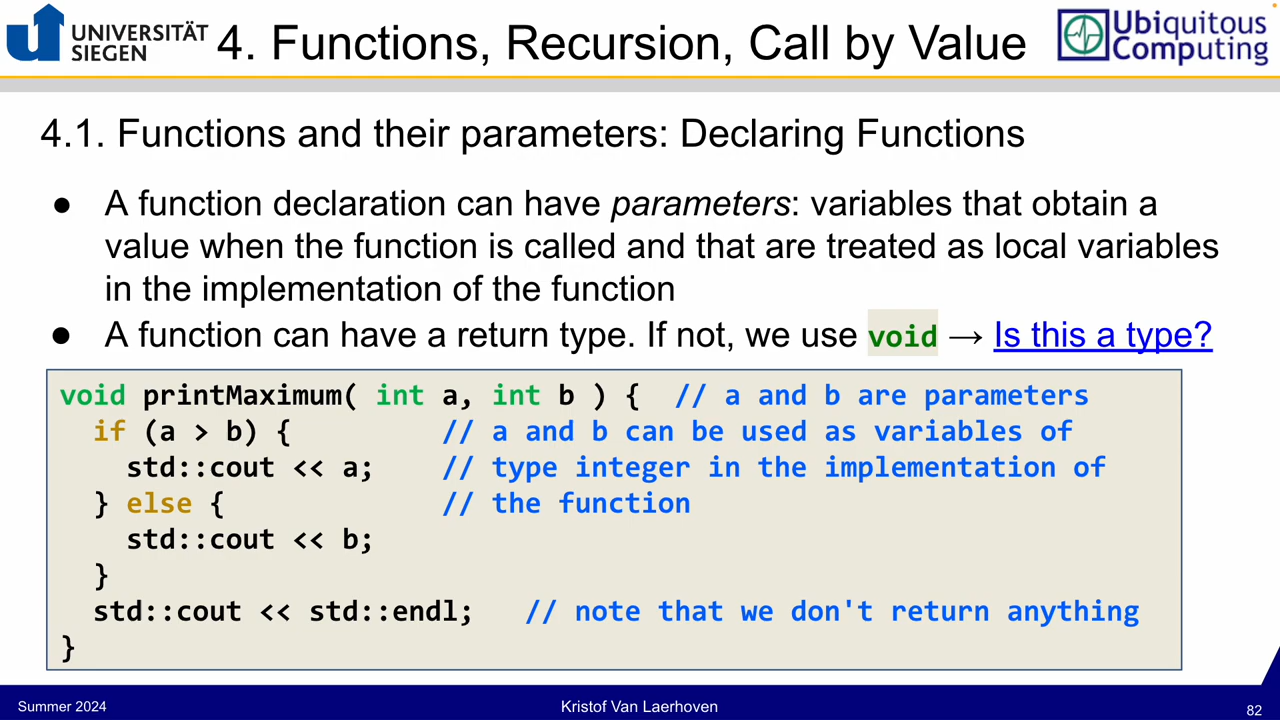 UNIVERSITÄT
SIEGEN
4. Functions, Recursion, Call by Value
Ubiquitous
Computing
4.1. Functions and their parameters: Declaring Functions
● A function declaration can have parameters: variables that obtain a
value when the function is called and that are treated as local variables
in the implementation of the function
● A function can have a return type. If not, we use void → Is this a type?
void printMaximum( int a, int b ) {  // a and b are parameters
  if (a > b) {         // a and b can be used as variables of
    std::cout << a;    // type integer in the implementation of
  } else {             // the function
    std::cout << b;
  }
  std::cout << std::endl;   // note that we don't return anything
}
Summer 2024
Kristof Van Laerhoven
82